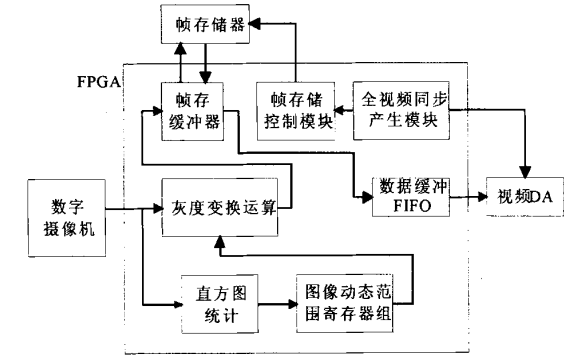 帧存储器
FPGA
帧存
缓冲器
帧存储
控制模块
全视频同步
产生模块
数字
摄像机
灰度变换运算
数据缓冲
FIFO
视频DA
直方图
统计
图像动态范
围寄存器组